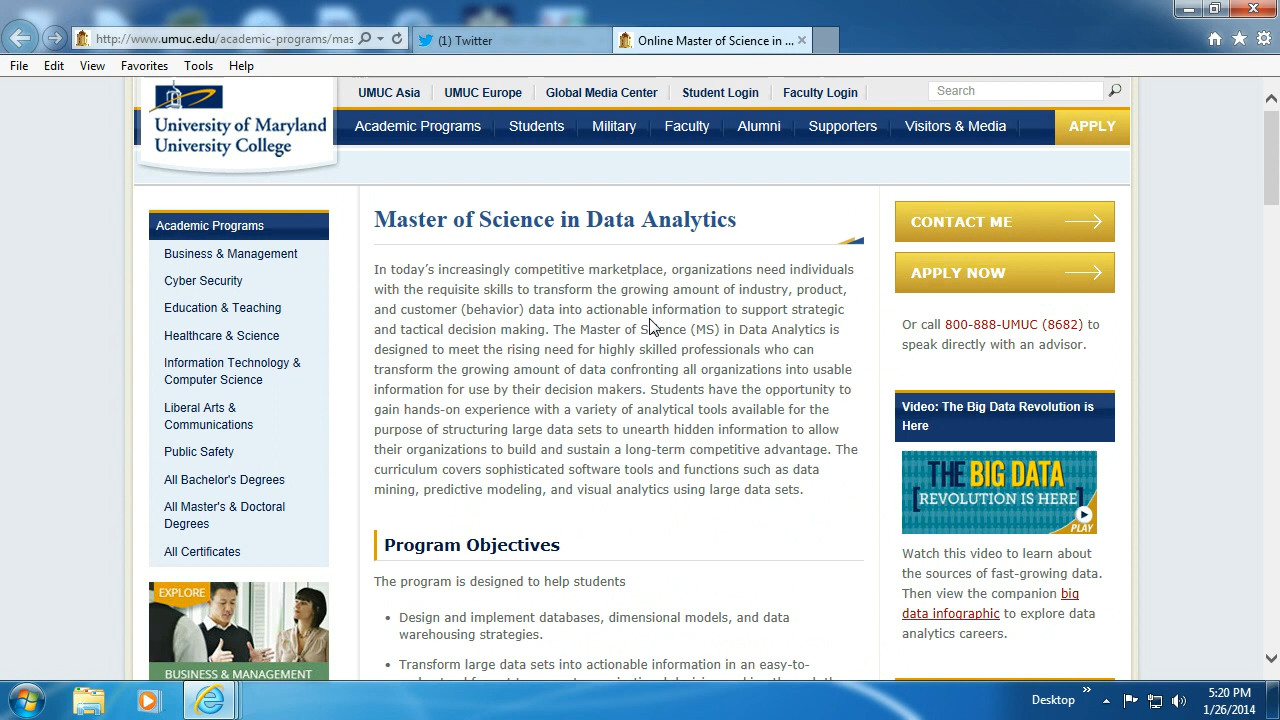 http://www.umuc.edu/academic-programs/mas
(1) Twitter
Online Master of Science in ...
File Edit View Favorites Tools Help
UMUC Asia UMUC Europe Global Media Center Student Login Faculty Login Search
University of Maryland
University College
Academic Programs Students Military Faculty Alumni Supporters Visitors & Media APPLY
Academic Programs
Business & Management
Cyber Security
Education & Teaching
Healthcare & Science
Information Technology &
Computer Science
Liberal Arts &
Communications
Public Safety
All Bachelor's Degrees
All Master's & Doctoral
Degrees
All Certificates
EXPLORE
BUSINESS & MANAGEMENT
Master of Science in Data Analytics
In today's increasingly competitive marketplace, organizations need individuals
with the requisite skills to transform the growing amount of industry, product,
and customer (behavior) data into actionable information to support strategic
and tactical decision making. The Master of Science (MS) in Data Analytics is
designed to meet the rising need for highly skilled professionals who can
transform the growing amount of data confronting all organizations into usable
information for use by their decision makers. Students have the opportunity to
gain hands-on experience with a variety of analytical tools available for the
purpose of structuring large data sets to unearth hidden information to allow
their organizations to build and sustain a long-term competitive advantage. The
curriculum covers sophisticated software tools and functions such as data
mining, predictive modeling, and visual analytics using large data sets.
Program Objectives
The program is designed to help students
• Design and implement databases, dimensional models, and data
warehousing strategies.
• Transform large data sets into actionable information in an easy-to-
CONTACT ME
APPLY NOW
Or call 800-888-UMUC (8682) to
speak directly with an advisor.
Video: The Big Data Revolution is
Here
THE BIG DATA
[REVOLUTION IS HERE]
PLAY
Watch this video to learn about
the sources of fast-growing data.
Then view the companion big
data infographic to explore data
analytics careers.
Desktop
5:20 PM
1/26/2014